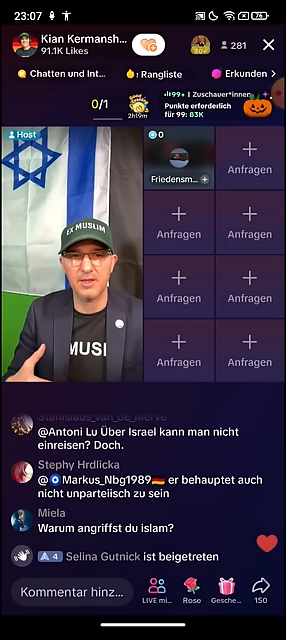 23:07
76
Kian Kermansh...
91.1K Likes
30+
281
Chatten und Int...
Rangliste
Erkunden
0/1
2h19m
Zuschauer*innen
Punkte erforderlich
für 99: 83K
Host
0
EX MUSLIM
MUSI
Friedensm...
Anfragen
Anfragen
Anfragen
Anfragen
Anfragen
Anfragen
Anfragen
Stanislaus_van_de_Merve
@Antoni Lu Über Israel kann man nicht
einreisen? Doch.
Stephy Hrdlicka
@🧿Markus_Nbg1989🇩🇪 er behauptet auch
nicht unparteiisch zu sein
Miela
Warum angriffst du islam?
4 Selina Gutnick ist beigetreten
Kommentar hinz...
LIVE mi...
Rose
Gesche...
150